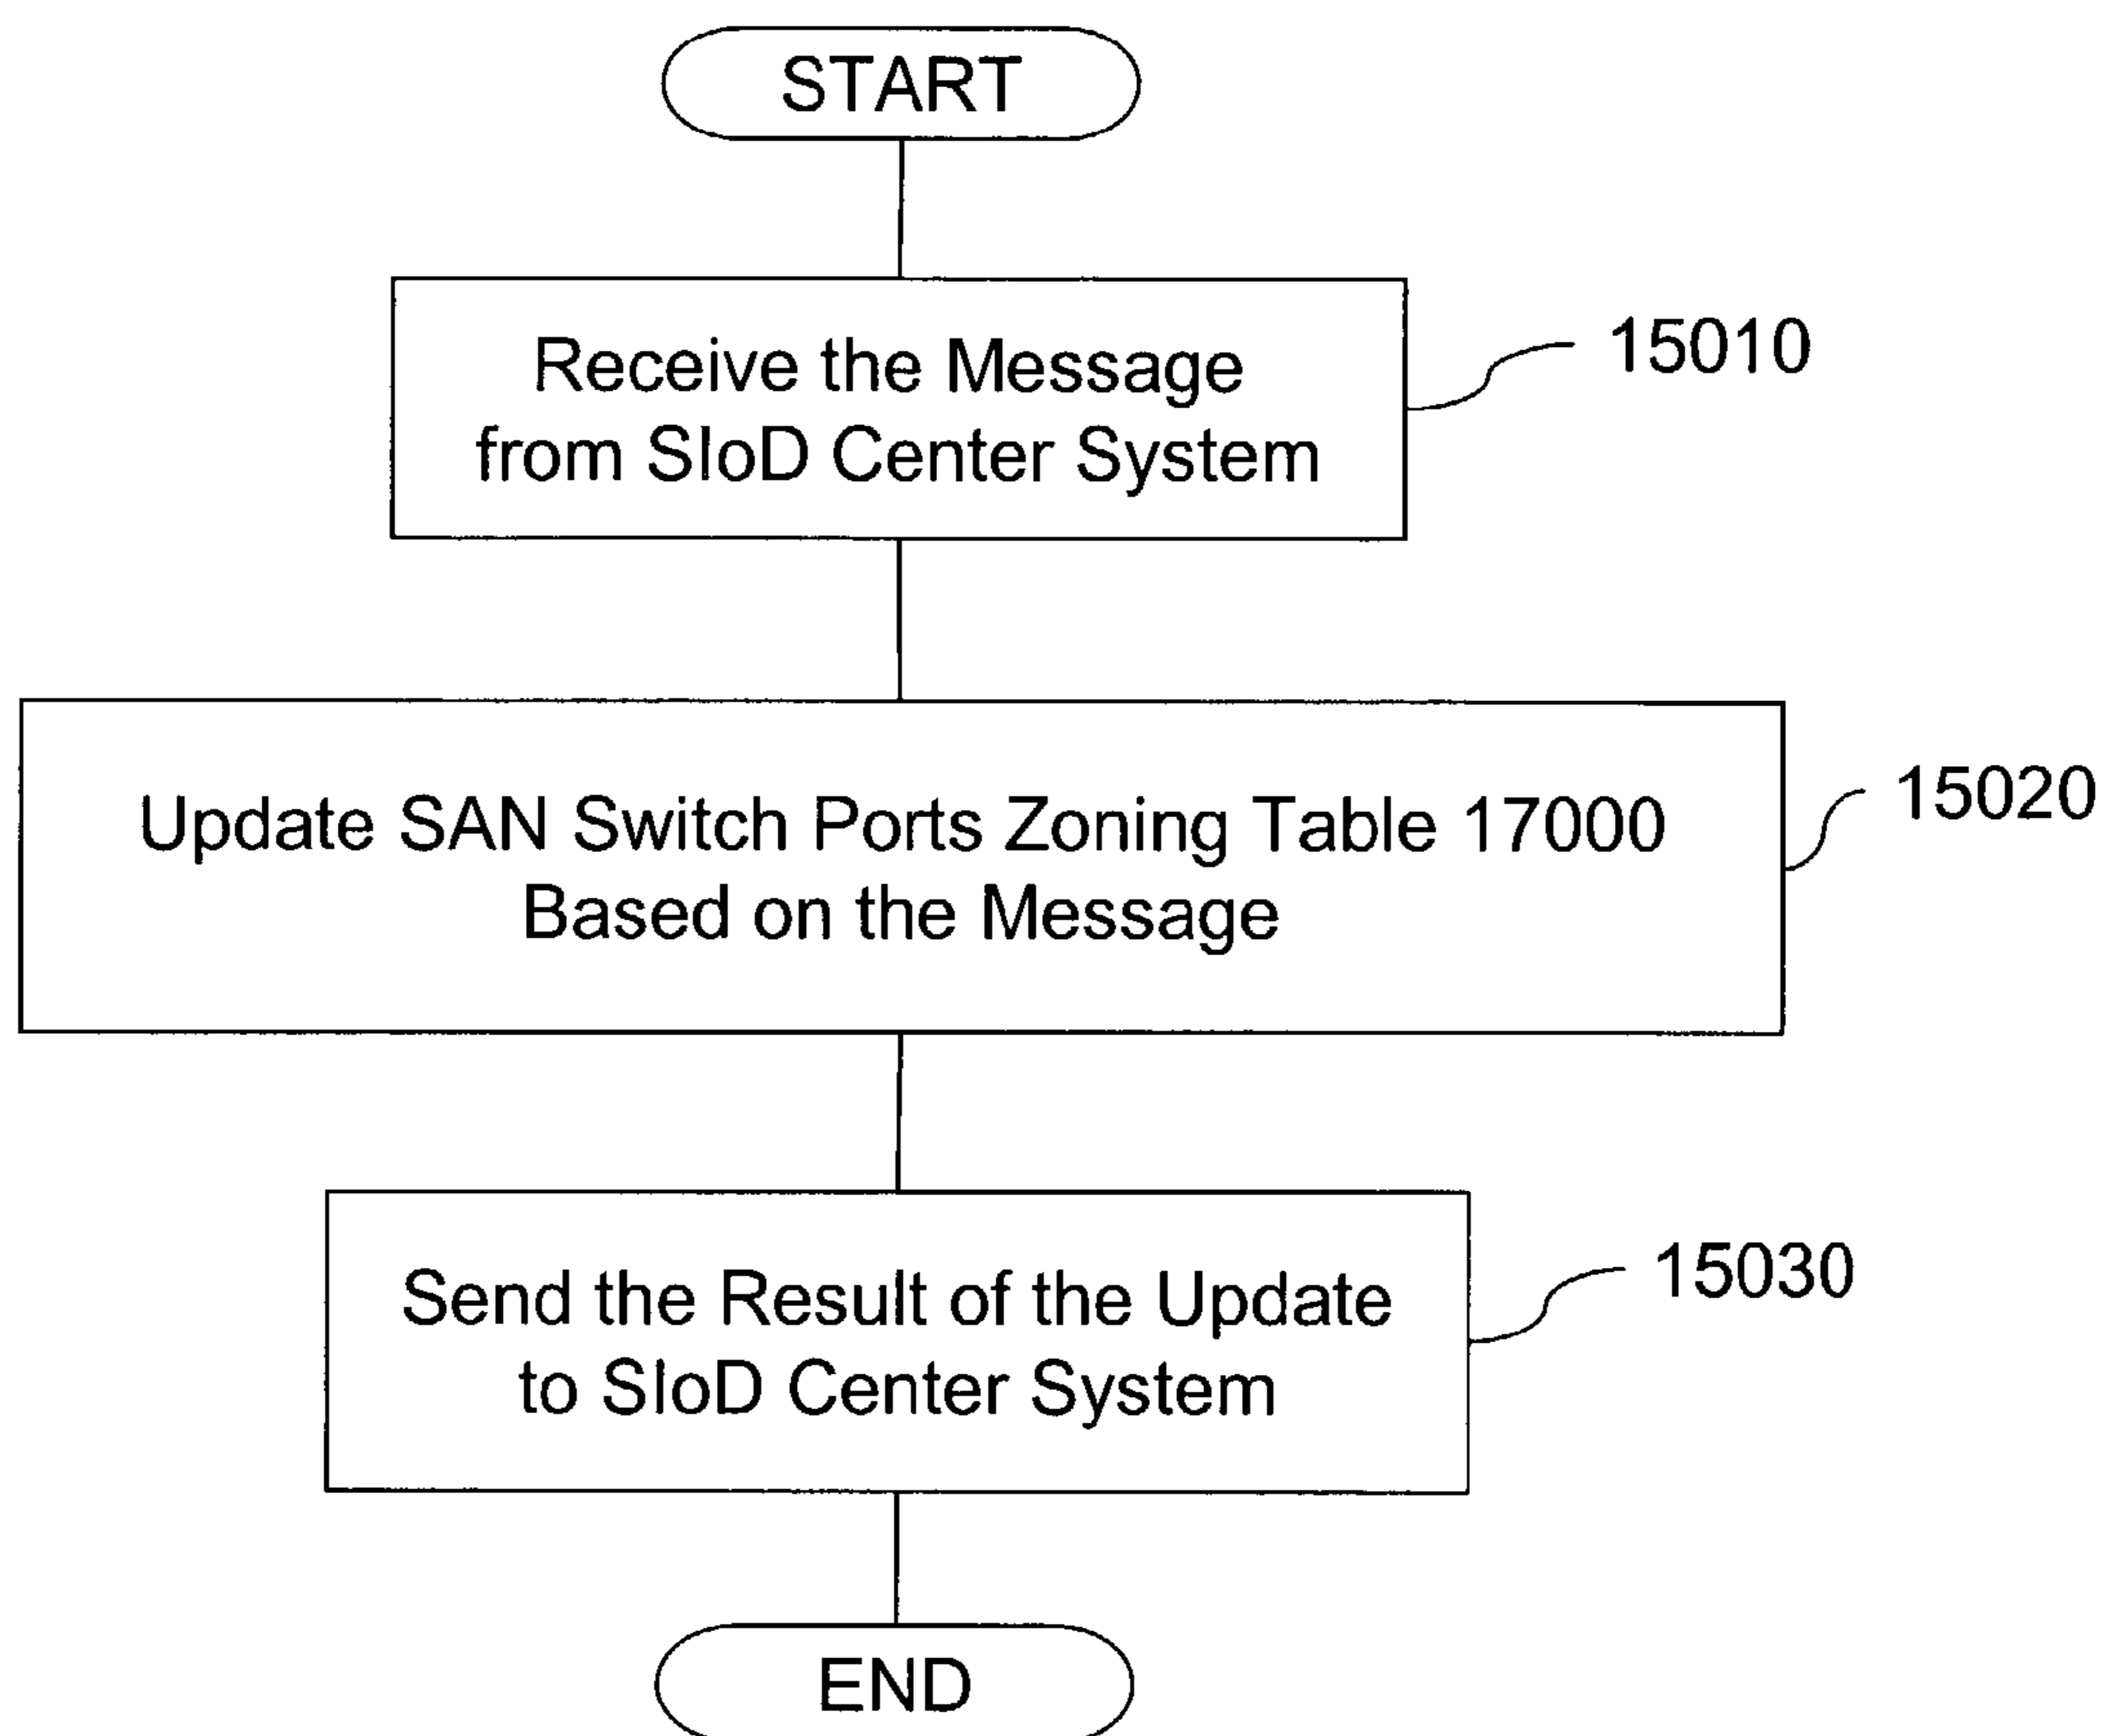 START
Receive the Message
from SIoD Center System
15010
Update SAN Switch Ports Zoning Table 17000
Based on the Message
15020
Send the Result of the Update
to SIoD Center System
15030
END